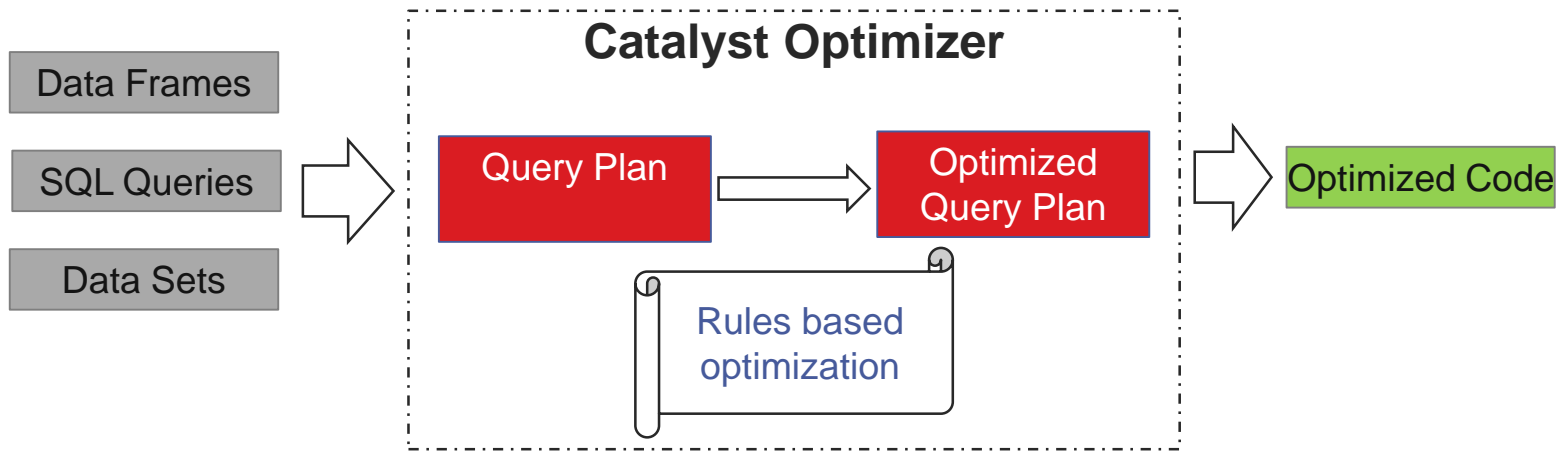 Catalyst Optimizer
Data Frames
SQL Queries
Data Sets
Query Plan
Optimized
Query Plan
Rules based
optimization
Optimized Code